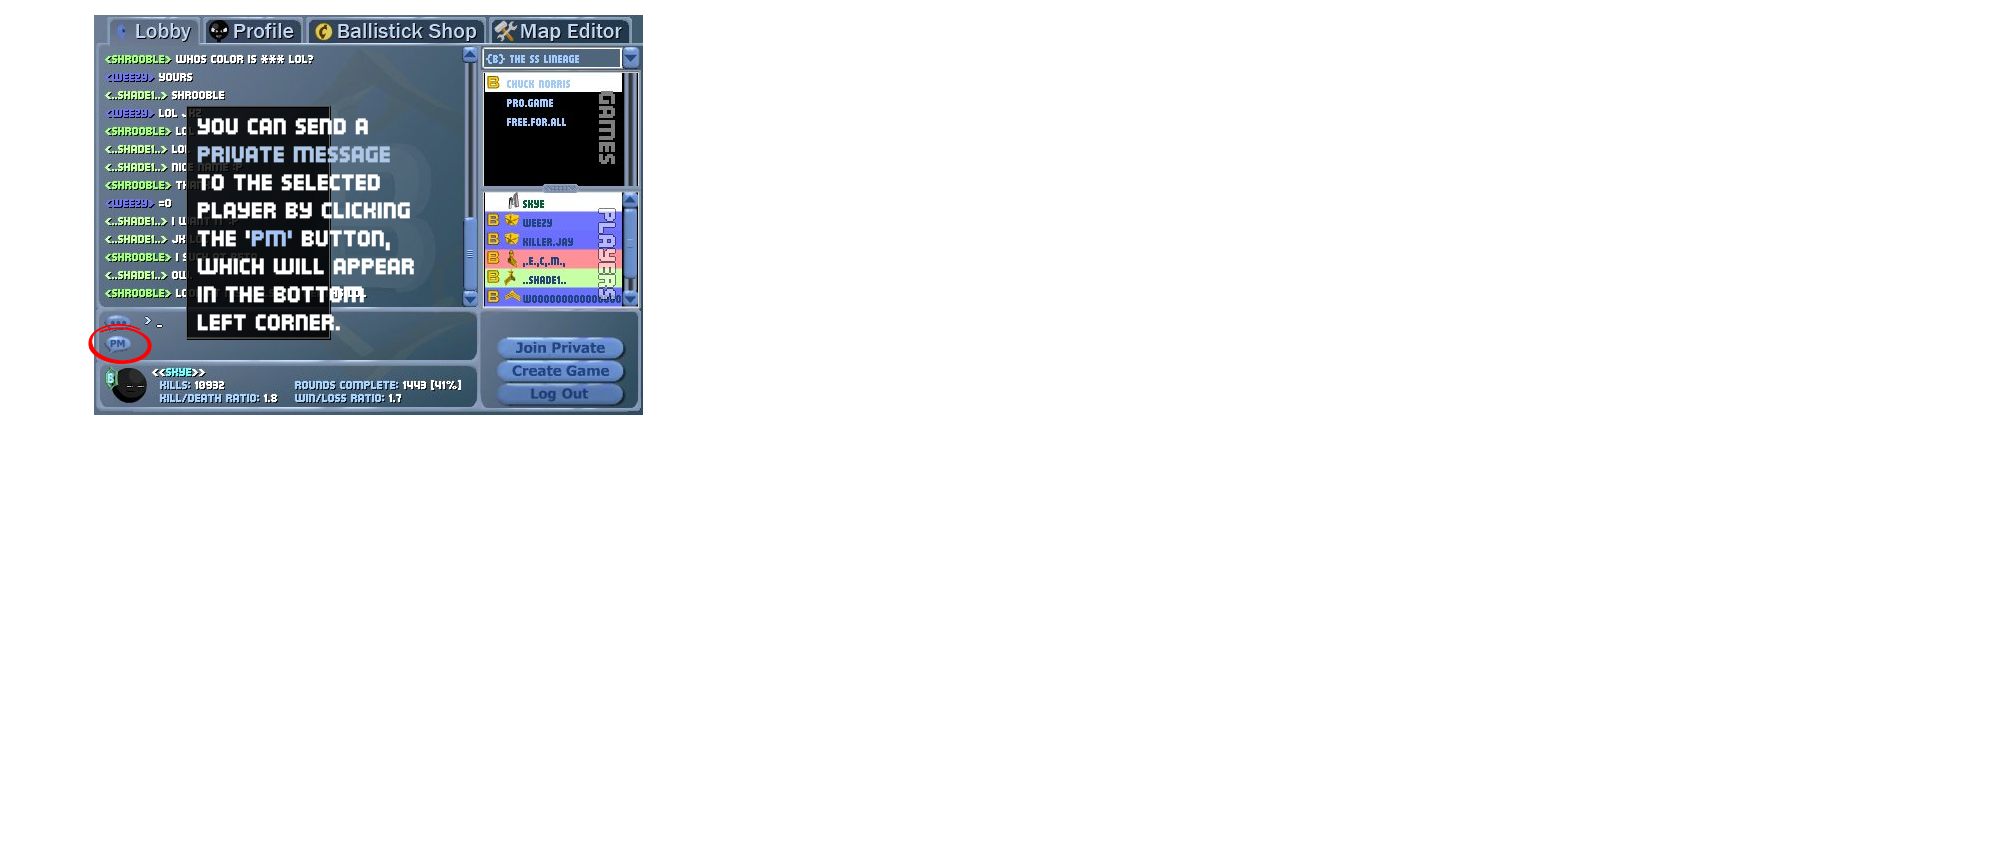 Lobby
Profile
Ballistick Shop
Map Editor
<SHROOBLE> WHOS COLOR IS *** LOL?
<WEEZY> YOURS
<..SHADE1..> SHROOBLE
<WEEZY> LOL
<SHROOBLE>
<..SHADE1..>
<..SHADE1..>
<SHROOBLE>
<WEEZY> =O
<..SHADE1..> I
<..SHADE1..>
<SHROOBLE> I
<..SHADE1..>
<SHROOBLE>
YOU CAN SEND A
PRIVATE MESSAGE
TO THE SELECTED
PLAYER BY CLICKING
THE 'PM' BUTTON,
WHICH WILL APPEAR
IN THE BOTTOM
LEFT CORNER.
> _
PM
{B} THE SS LINEAGE
B CHUCK NORRIS
PRO.GAME
FREE.FOR.ALL
GAMES
SKYE
B WEEZY
B KILLER.JAY
B ,.E.,C,.M.,
B ..SHADE1..
B
PLAYERS
Join Private
Create Game
Log Out
<<SKYE>>
KILLS: 10932
KILL/DEATH RATIO: 1.8
ROUNDS COMPLETE: 1443 [41%]
WIN/LOSS RATIO: 1.7